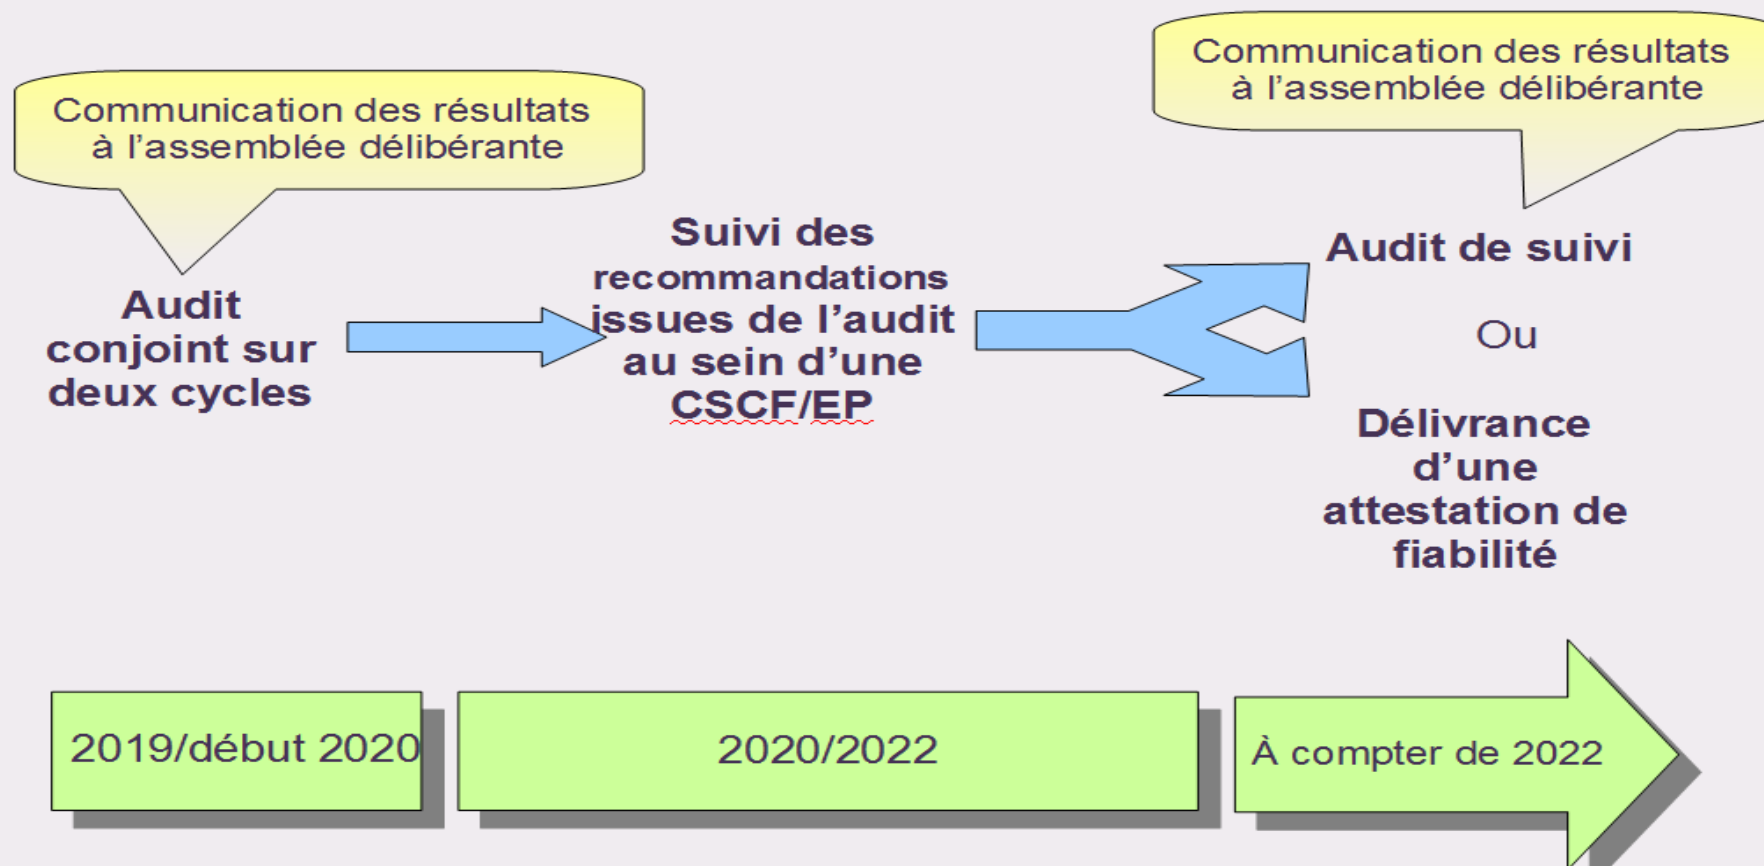 Communication des résultats
à l'assemblée délibérante
Audit
conjoint sur
deux cycles
Suivi des
recommandations
issues de l'audit
au sein d'une
CSCF/EP
Communication des résultats
à l'assemblée délibérante
Audit de suivi
Ou
Délivrance
d'une
attestation de
fiabilité
2019/début 2020
2020/2022
À compter de 2022